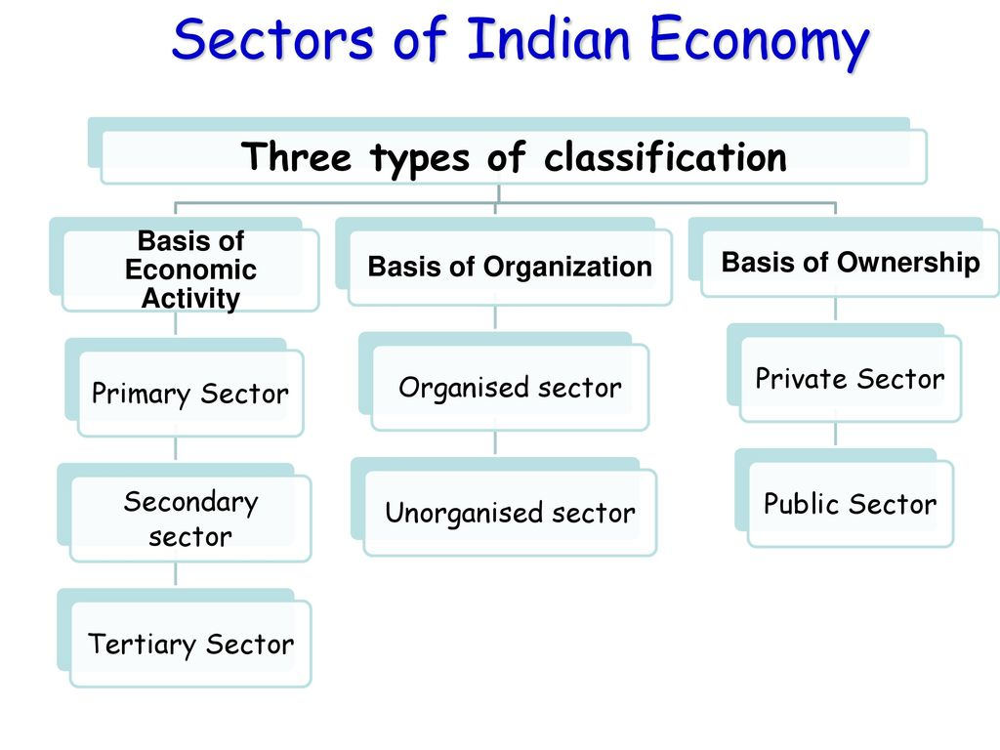 Sectors of Indian Economy
Three types of classification
Basis of
Economic
Activity
Basis of Organization
Basis of Ownership
Primary Sector
Organised sector
Private Sector
Secondary
sector
Unorganised sector
Public Sector
Tertiary Sector